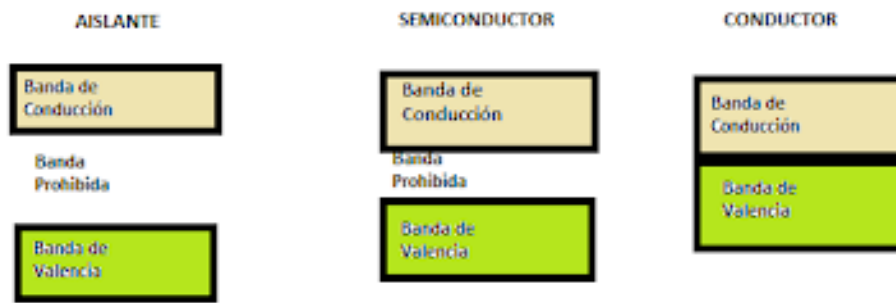 AISLANTE
SEMICONDUCTOR
CONDUCTOR
Banda de
Conducción
Banda
Prohibida
Banda de
Valencia
Banda de
Conducción
Banda
Prohibida
Banda de
Valencia
Banda de
Conducción
Banda de
Valencia